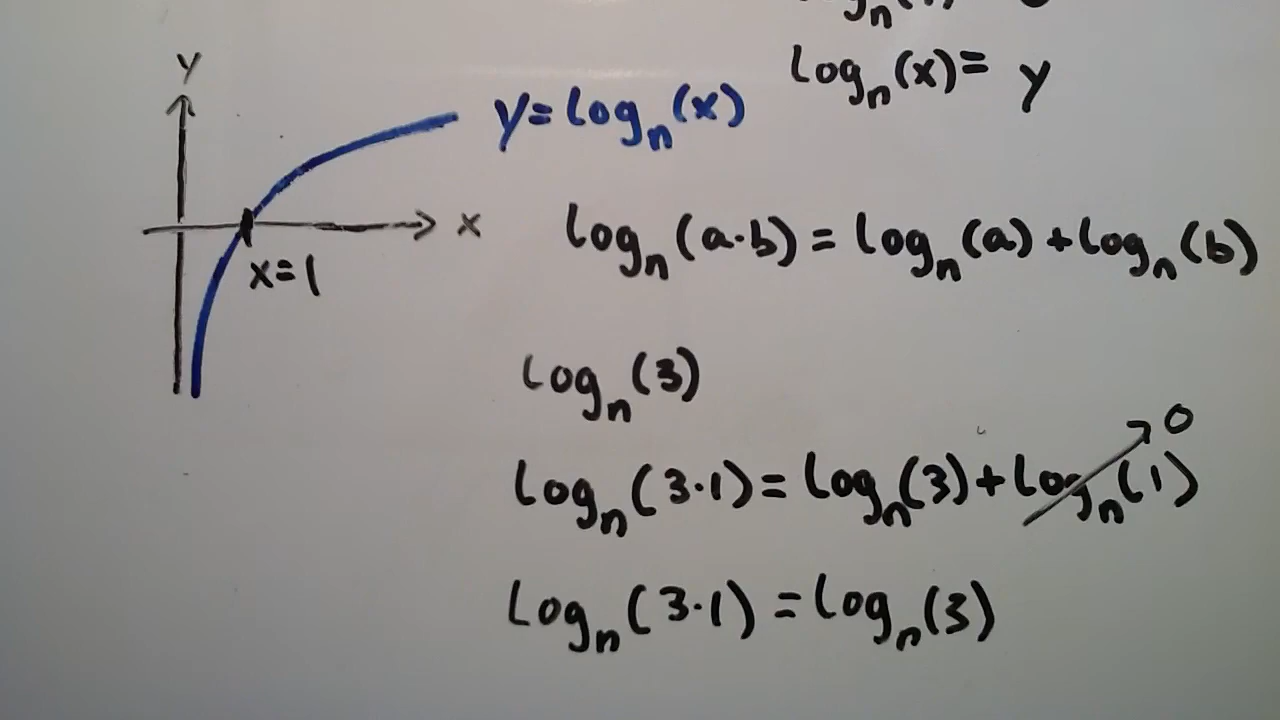 log_n(x) = y
y
y = log_n(x)
x
x=1
log_n(a·b) = log_n(a) + log_n(b)
log_n(3)
0
log_n(3·1) = log_n(3) + log_n(1)
log_n(3·1) = log_n(3)